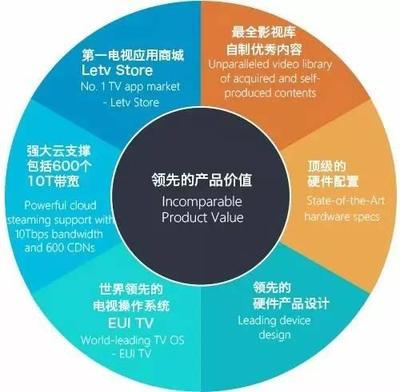 第一电视应用商城
Letv Store
No. 1 TV app market
- Letv Store
最全影视库
自制优秀内容
Unparalleled video library
of acquired and self-
produced contents
强大云支撑
包括600个
10T带宽
Powerful cloud
steaming support with
10Tbps bandwidth
and 600 CDNs
领先的产品价值
Incomparable
Product Value
顶级的
硬件配置
State-of-the-Art
hardware specs
世界领先的
电视操作系统
EUI TV
World-leading TV OS
- EUI TV
领先的
硬件产品设计
Leading device
design